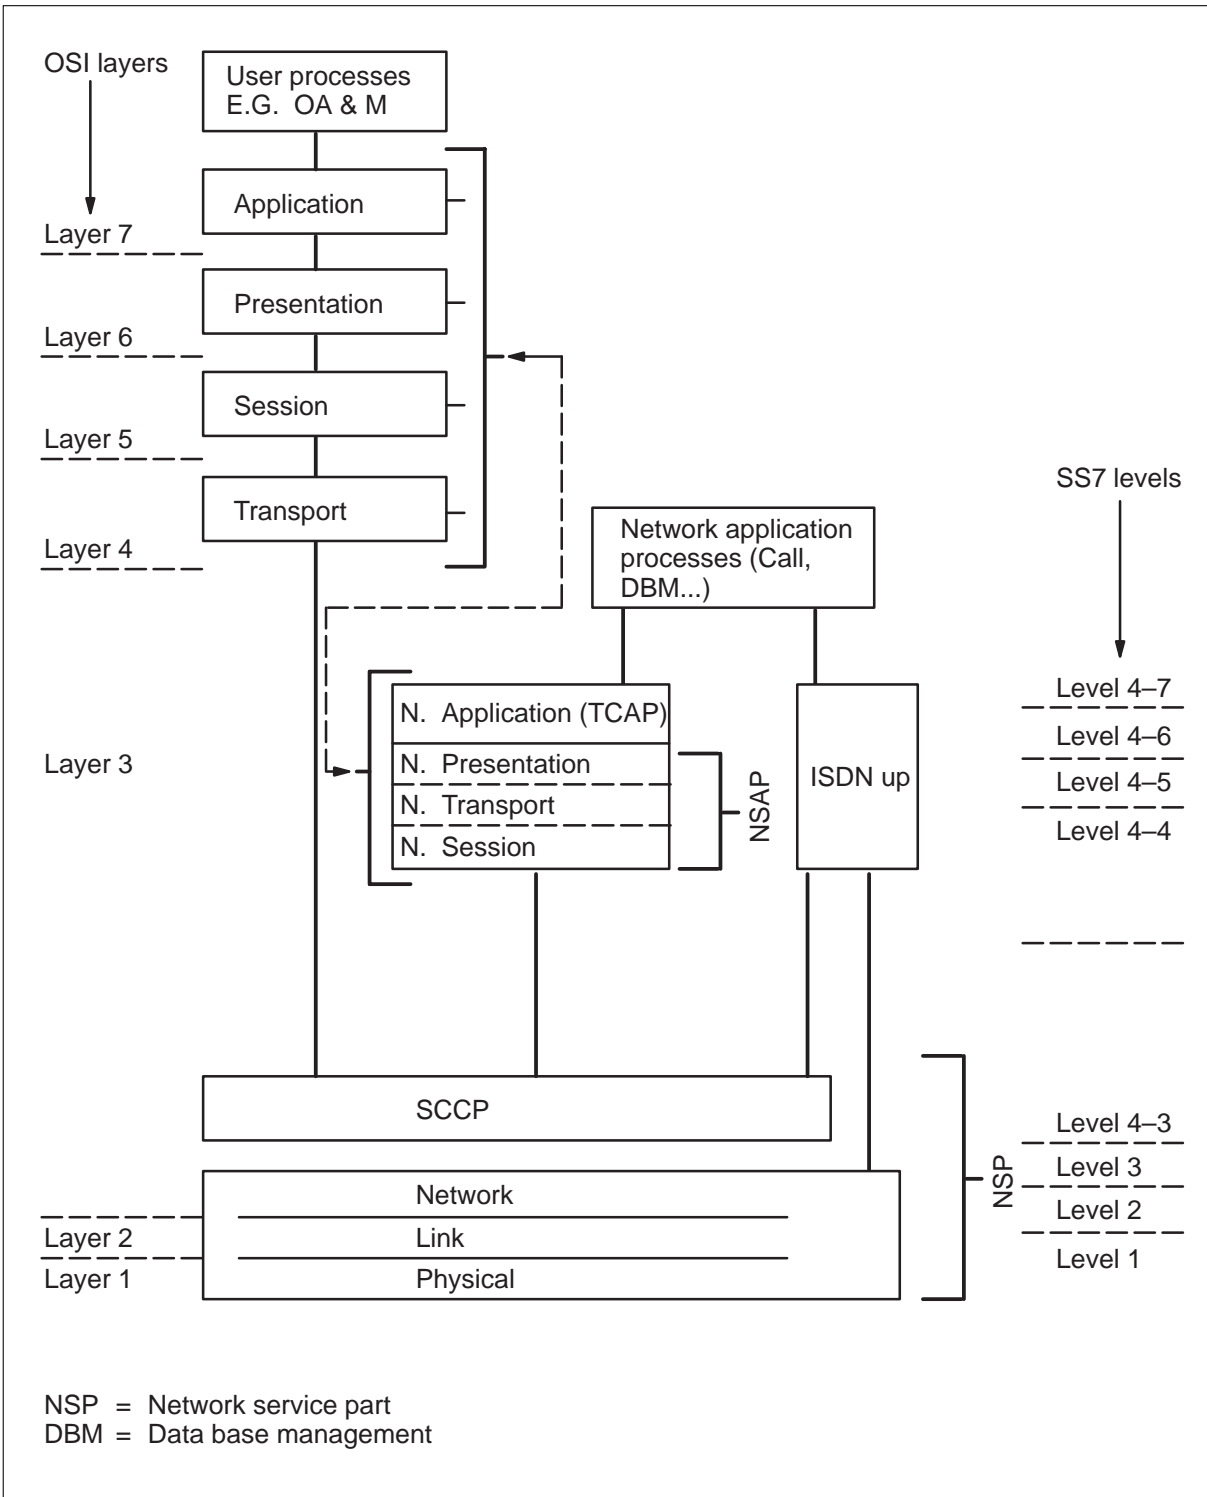 OSI layers
User processes
E.G. OA & M
Application
Layer 7
Presentation
Layer 6
Session
Layer 5
Transport
Layer 4
SS7 levels
Network application
processes (Call,
DBM...)
Level 4–7
N. Application (TCAP)
Level 4–6
Layer 3
N. Presentation
NSAP
ISDN up
Level 4–5
N. Transport
Level 4–4
N. Session
SCCP
Level 4–3
NSP
Level 3
Network
Level 2
Layer 2
Link
Level 1
Layer 1
Physical
NSP = Network service part
DBM = Data base management